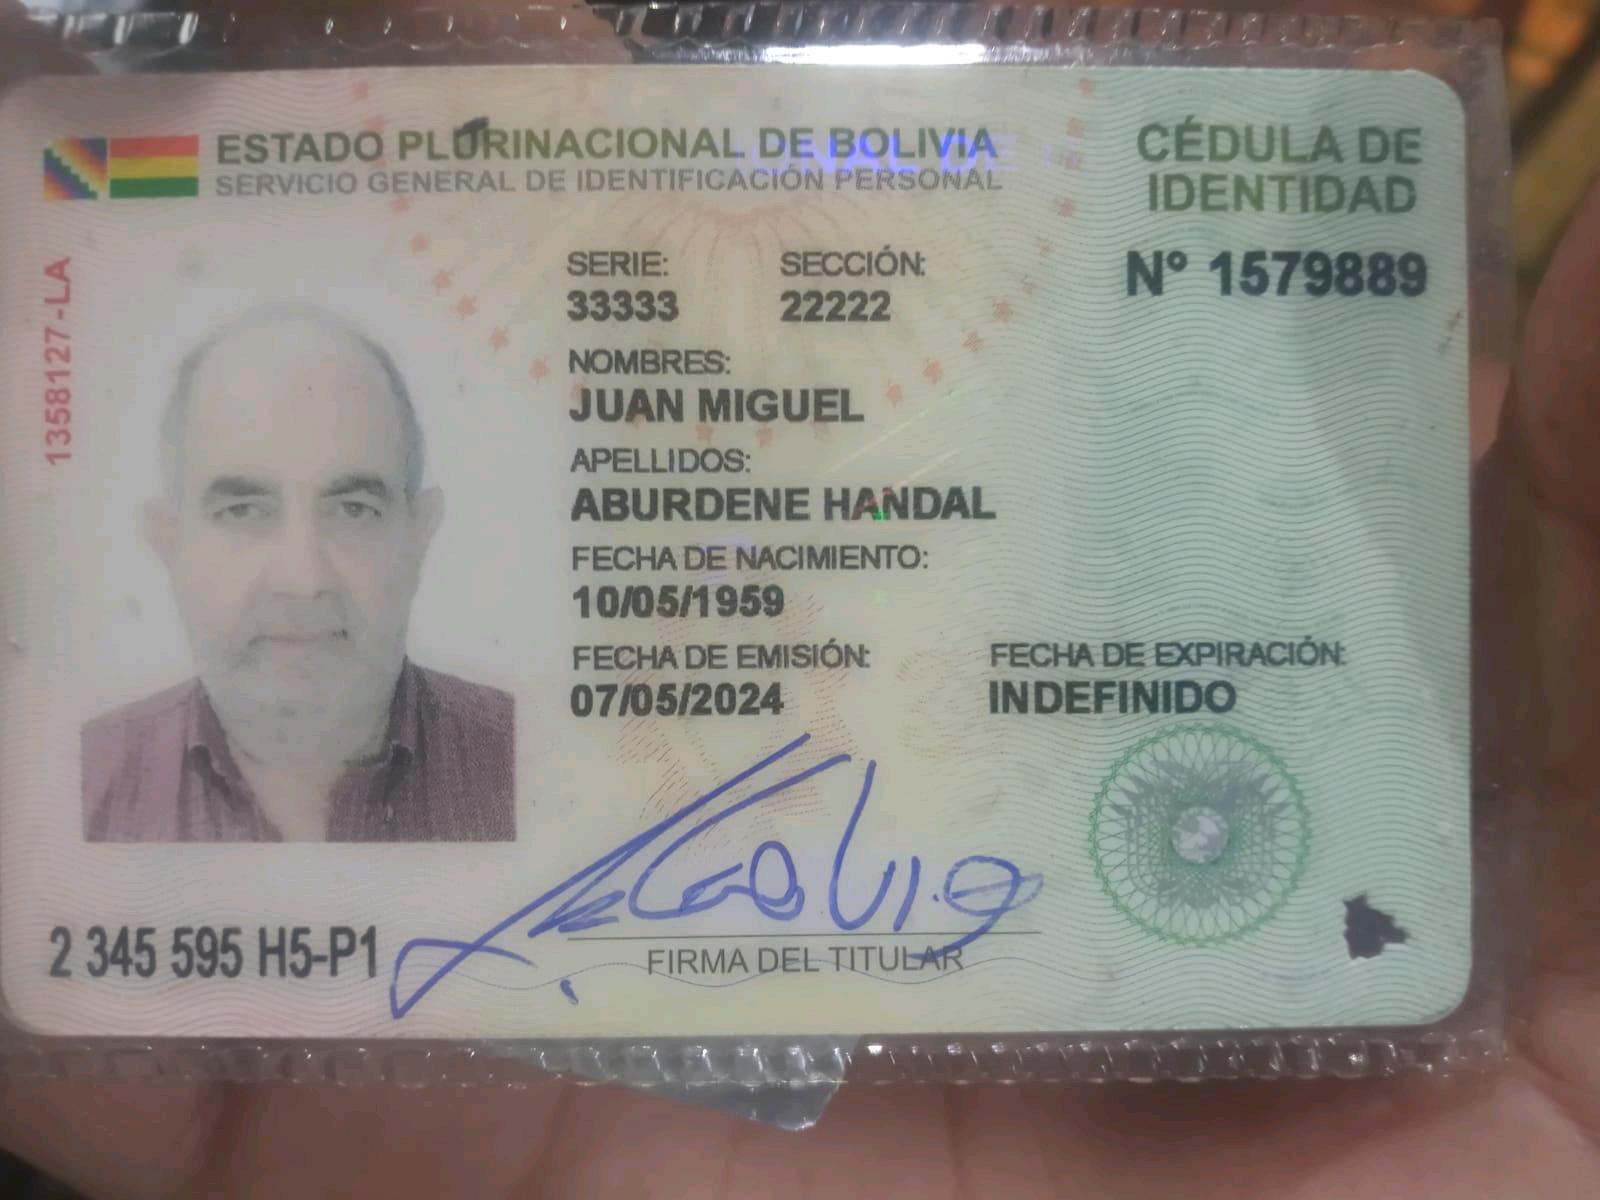 ESTADO PLURINACIONAL DE BOLIVIA
SERVICIO GENERAL DE IDENTIFICACIÓN PERSONAL
CÉDULA DE
IDENTIDAD
Nº 1579889
1358127-LA
SERIE: SECCIÓN:
33333 22222
NOMBRES:
JUAN MIGUEL
APELLIDOS:
ABURDENE HANDAL
FECHA DE NACIMIENTO:
10/05/1959
FECHA DE EMISIÓN: FECHA DE EXPIRACIÓN:
07/05/2024 INDEFINIDO
2 345 595 H5-P1
FIRMA DEL TITULAR